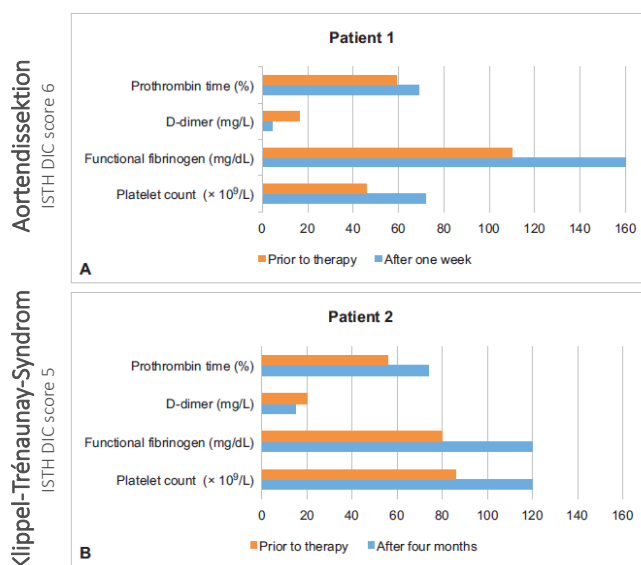 Aortendissektion
ISTH DIC score 6
Patient 1
Prothrombin time (%)
D-dimer (mg/L)
Functional fibrinogen (mg/dL)
Platelet count (× 10⁹/L)
0 20 40 60 80 100 120 140 160
A
Prior to therapy After one week
Klippel-Trénaunay-Syndrom
ISTH DIC score 5
Patient 2
Prothrombin time (%)
D-dimer (mg/L)
Functional fibrinogen (mg/dL)
Platelet count (× 10⁹/L)
0 20 40 60 80 100 120 140 160
B
Prior to therapy After four months